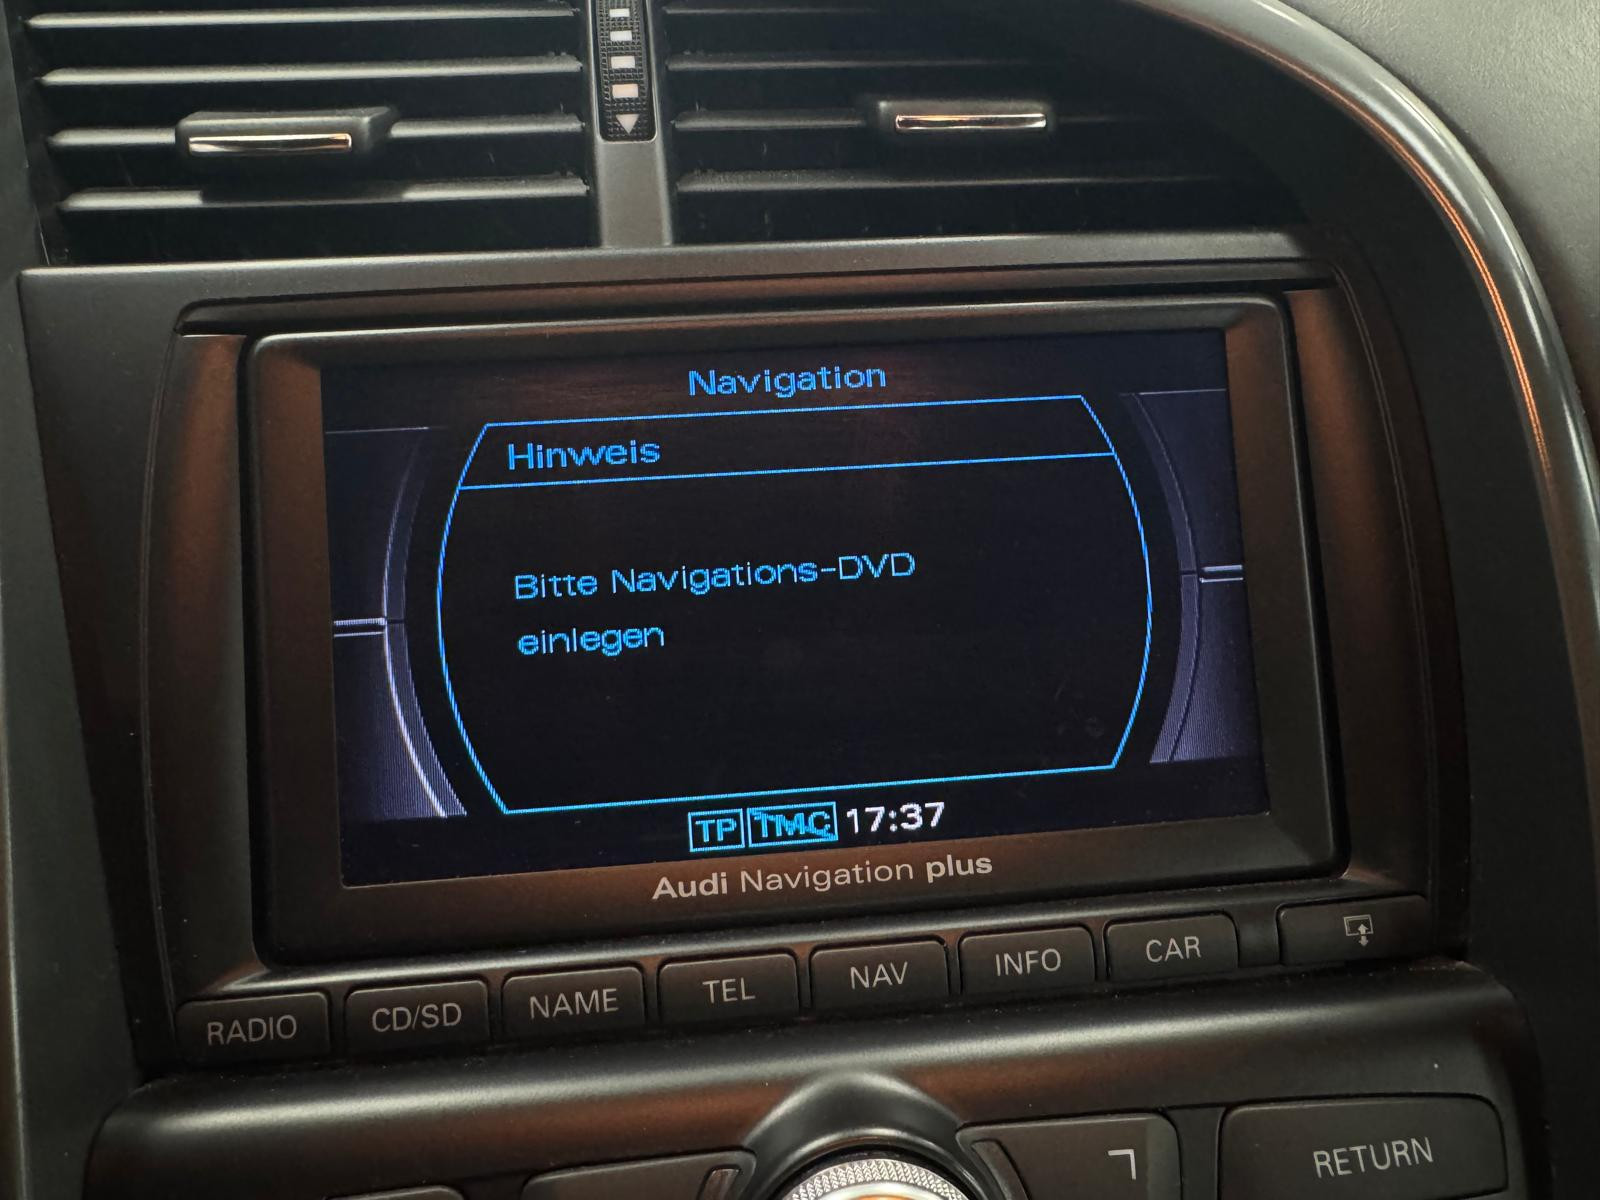 Navigation
Hinweis
Bitte Navigations-DVD
einlegen
TP TMC 17:37
Audi Navigation plus
RADIO CD/SD NAME TEL NAV INFO CAR
RETURN